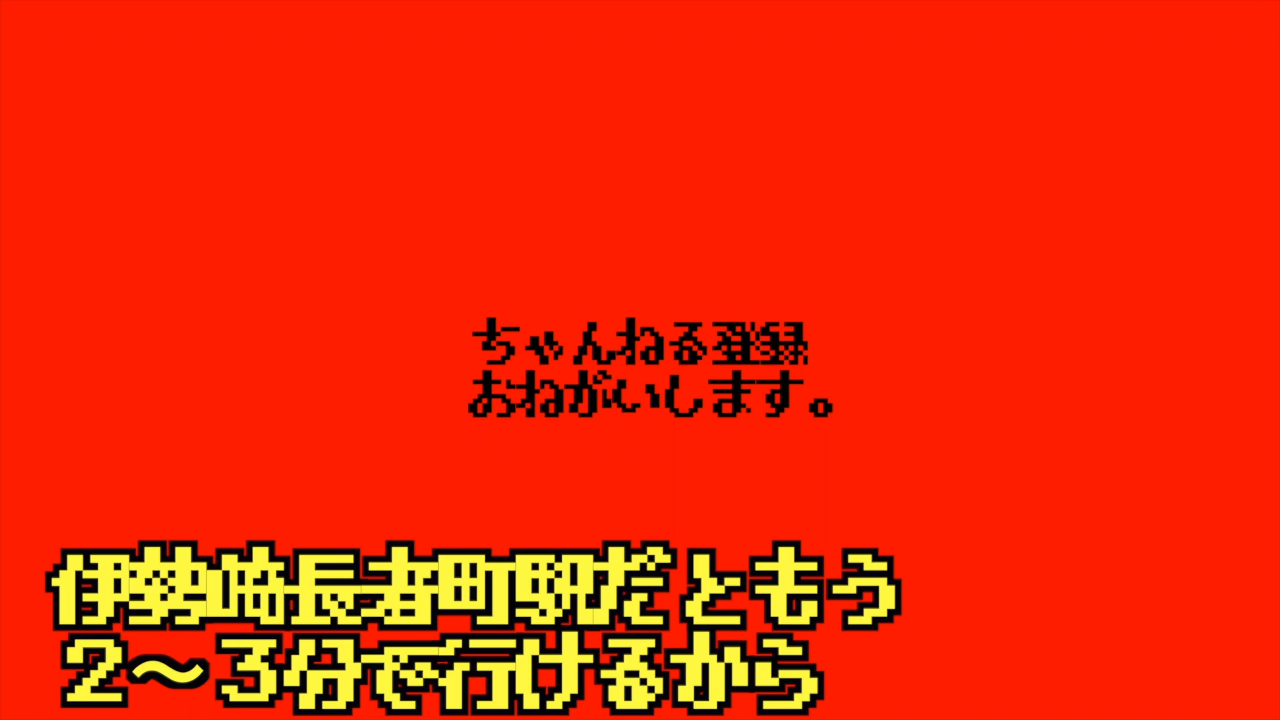 ちゃんねる登録
おねがいします。
伊勢崎長者町駅だともう
2〜3分で行けるから